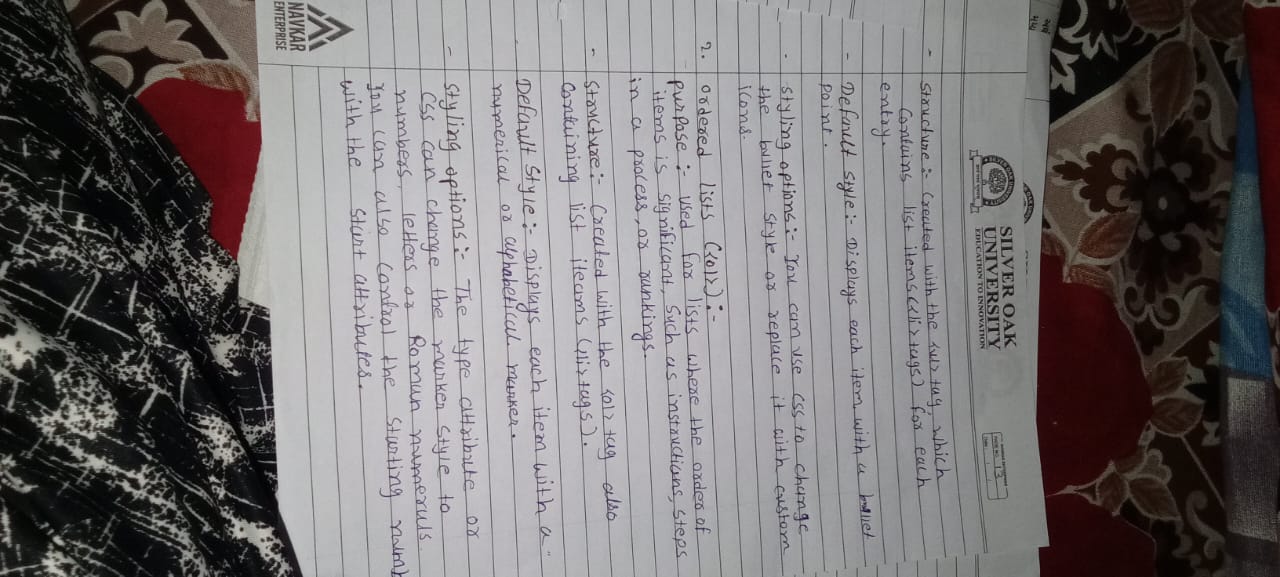 SILVER OAK
UNIVERSITY
EDUCATION TO INNOVATION
13
- Structure :- Created with the <ul> tag, which
Contains list items (<li> tags) for each
entry.
- Default style :- Displays each item with a bullet
point.
- styling options :- You can use CSS to change
the bullet style or replace it with custom
icons.
2. ordered lists (<ol>) :-
purpose :- Used for lists where the orders of
items is significant, such as instructions, steps
in a process or rankings.
- Structure :- Created with the <ol> tag also
Containing list iteams (<li> tags).
Default Style :- Displays each item with a
numerical or alphabetical marker.
- Styling options :- The type attribute or
CSS can change the marker style to
numbers, letters or Roman numerals.
You can also control the starting numb
with the start attributes.
NAVKAR
ENTERPRISE